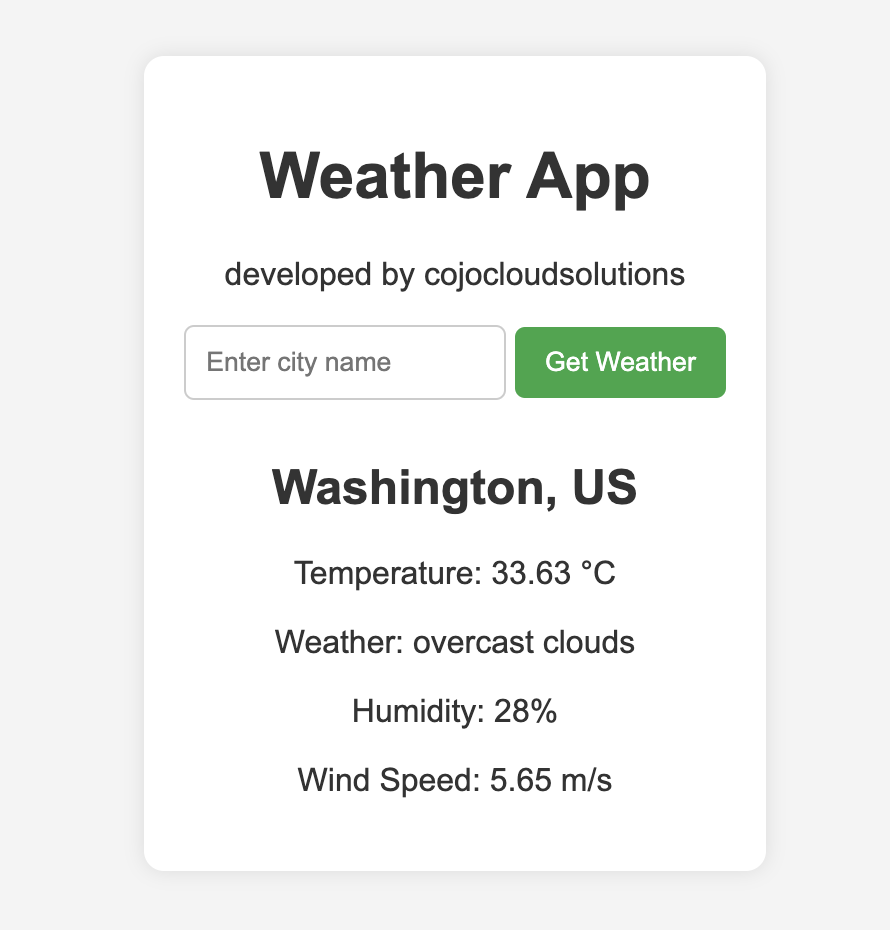 Weather App
developed by cojocloudsolutions
Enter city name Get Weather
Washington, US
Temperature: 33.63 °C
Weather: overcast clouds
Humidity: 28%
Wind Speed: 5.65 m/s